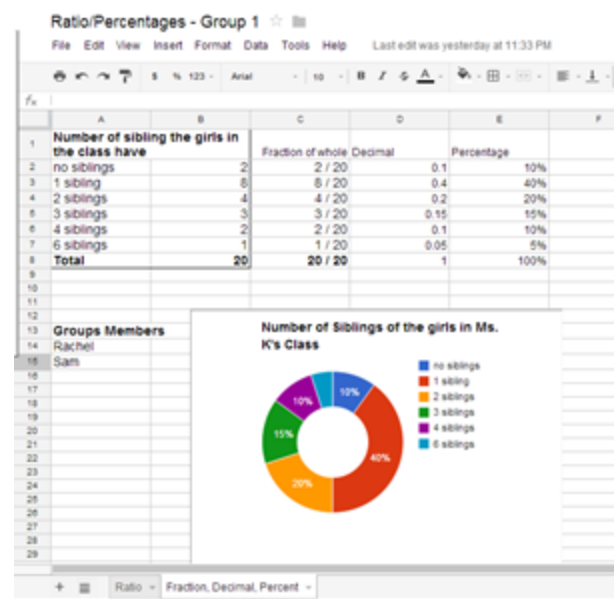 Ratio/Percentages - Group 1
File Edit View Insert Format Data Tools Help Last edit was yesterday at 11:33 PM
$ % 123 - Arial - 10 - B I S A
fx
A B C D E F
1 Number of sibling the girls in the class have Fraction of whole Decimal Percentage
2 no siblings 2 2 / 20 0.1 10%
3 1 sibling 8 8 / 20 0.4 40%
4 2 siblings 4 4 / 20 0.2 20%
5 3 siblings 3 3 / 20 0.15 15%
6 4 siblings 2 2 / 20 0.1 10%
7 6 siblings 1 1 / 20 0.05 5%
8 Total 20 20 / 20 1 100%
9
10
11
12
13 Groups Members
14 Rachel
15 Sam
16
17
18
19
20
21
22
23
24
25
26
27
28
29
Number of Siblings of the girls in Ms.
K's Class
no siblings
1 sibling
2 siblings
3 siblings
4 siblings
6 siblings
10%
40%
20%
15%
10%
+ Ratio Fraction, Decimal, Percent